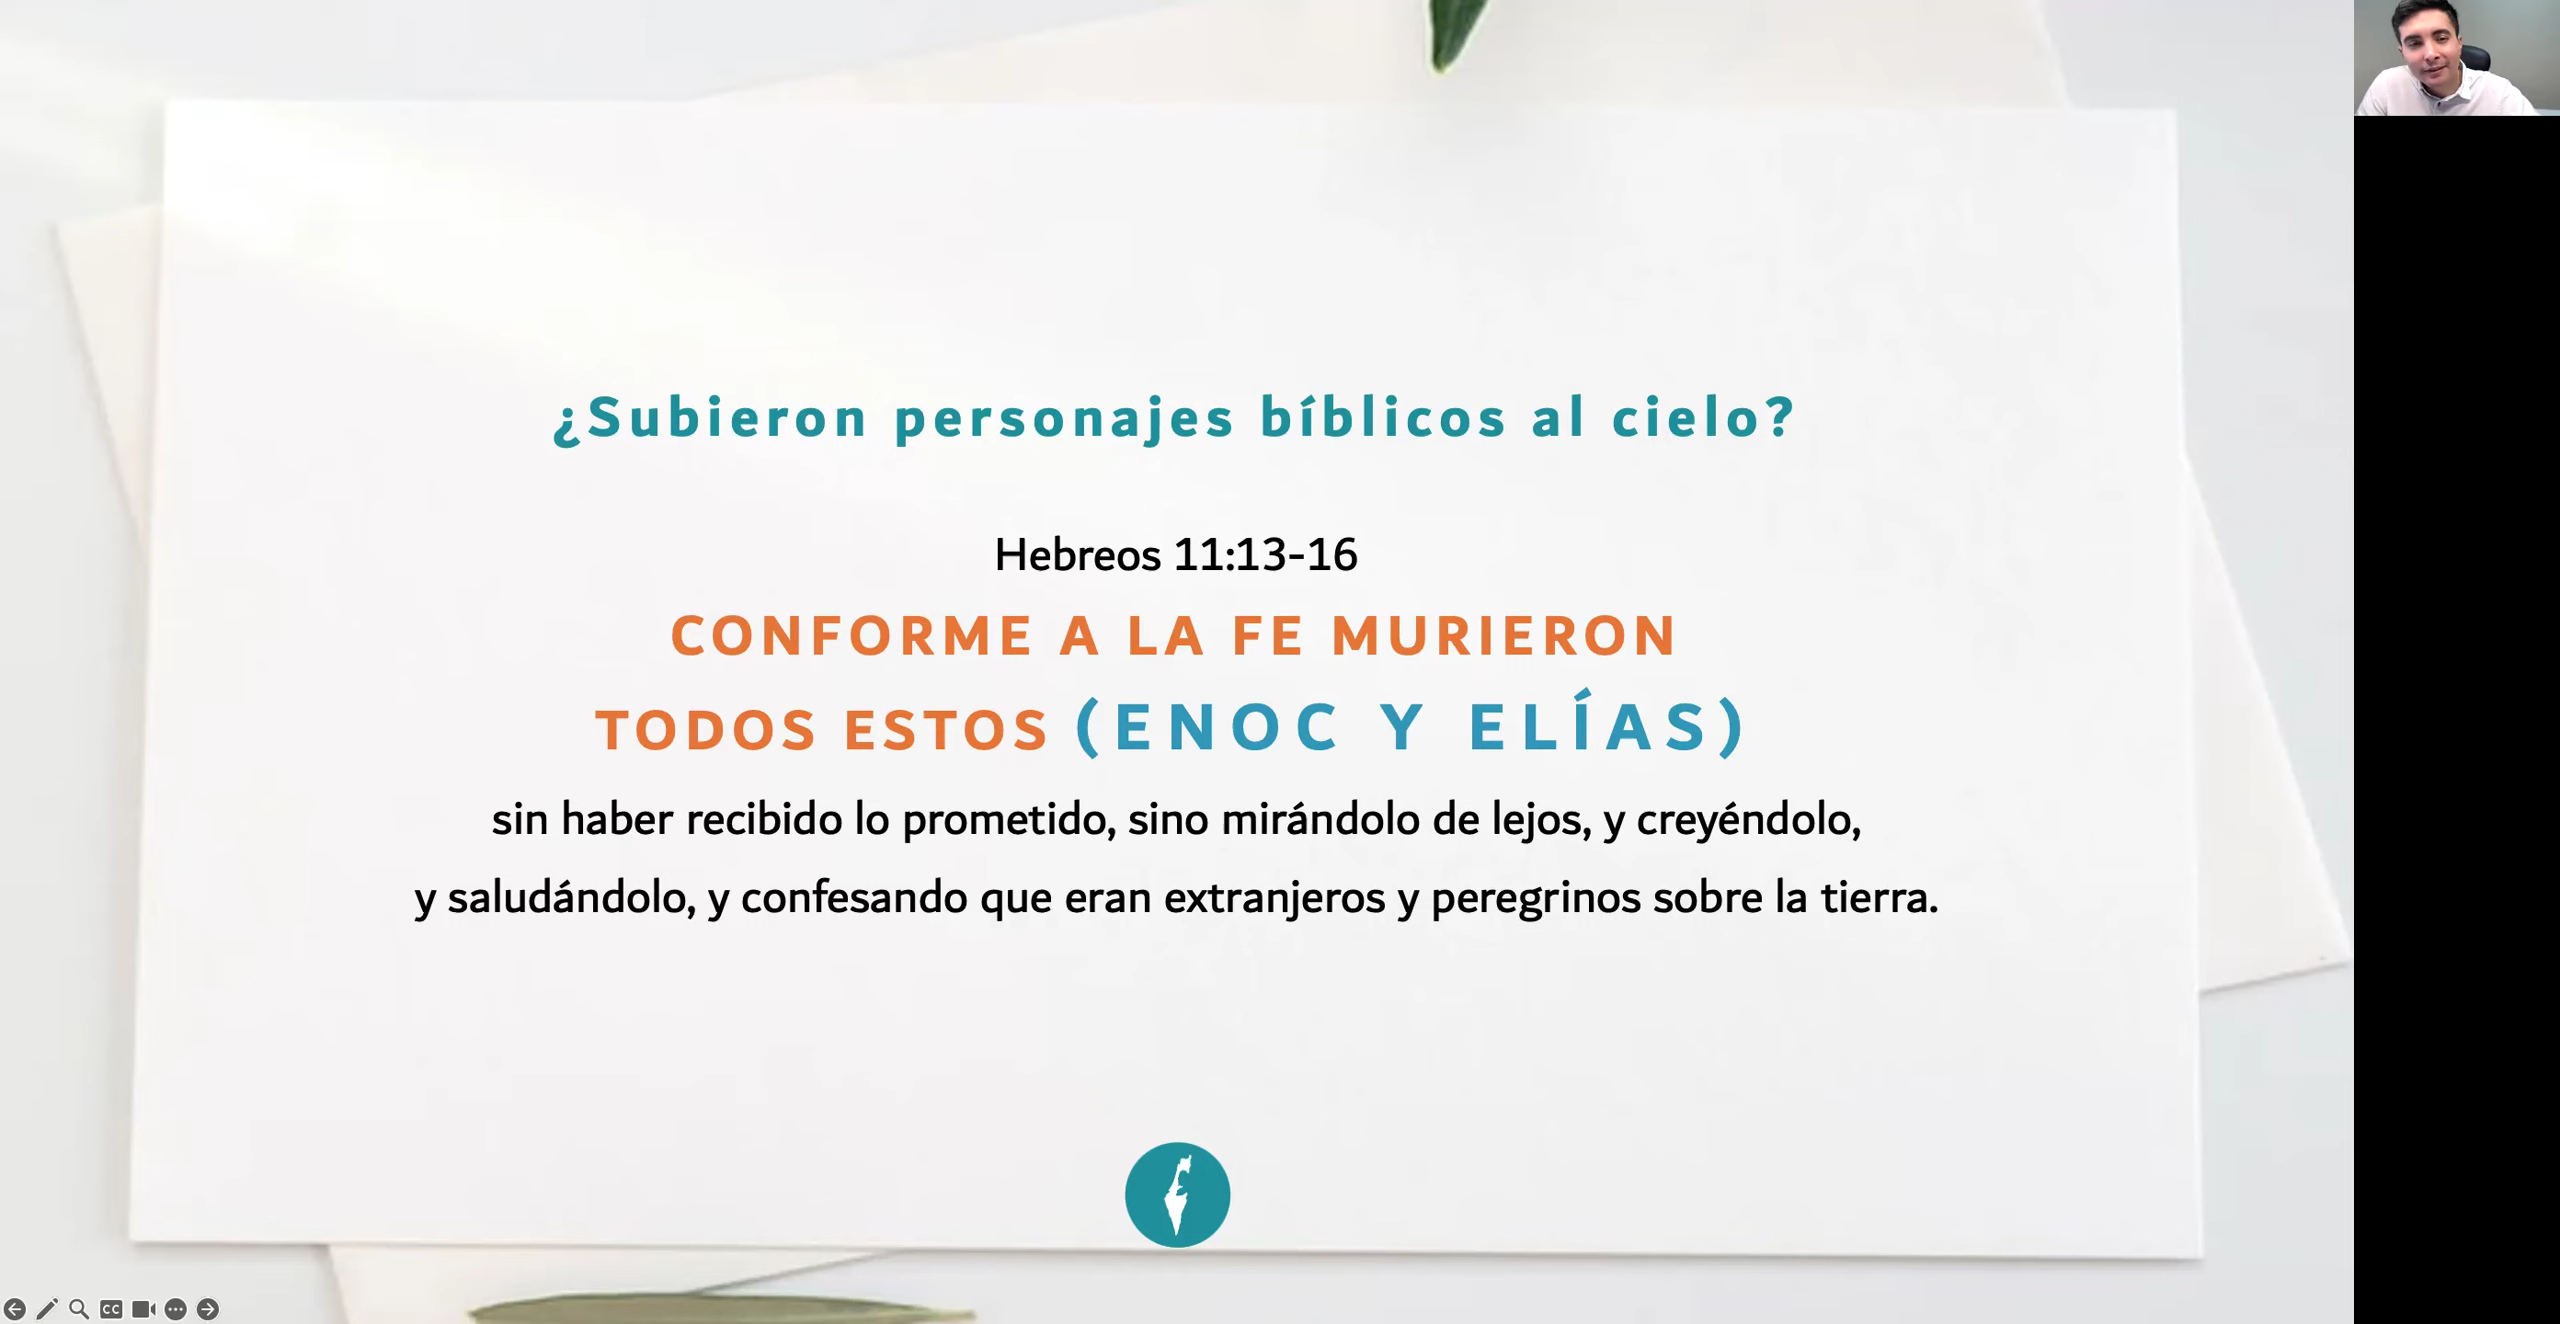 ¿Subieron personajes bíblicos al cielo?
Hebreos 11:13-16
CONFORME A LA FE MURIERON
TODOS ESTOS (ENOC Y ELÍAS)
sin haber recibido lo prometido, sino mirándolo de lejos, y creyéndolo,
y saludándolo, y confesando que eran extranjeros y peregrinos sobre la tierra.
CC